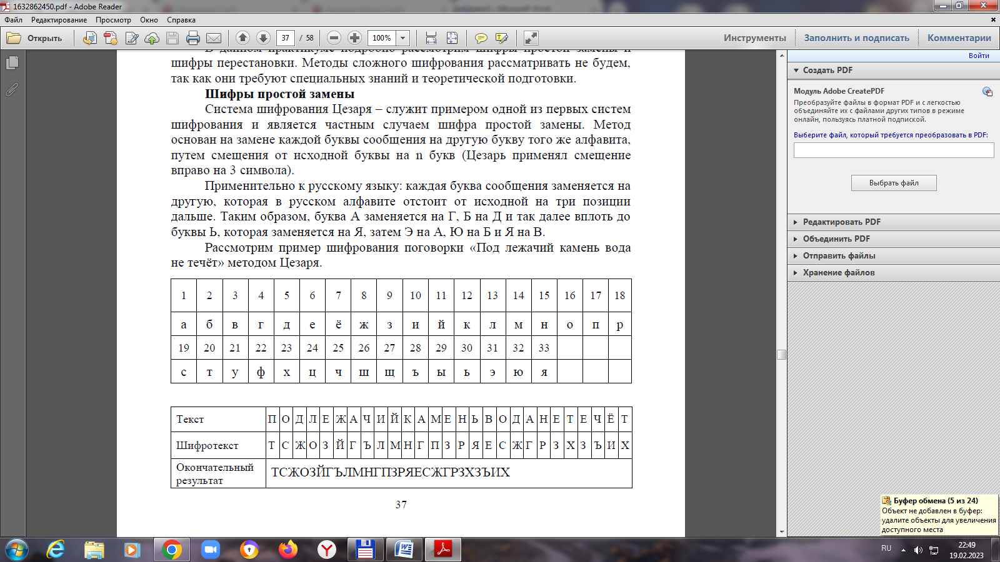 1632862450.pdf - Adobe Reader
Файл Редактирование Просмотр Окно Справка
Открыть 37 / 58 100% Инструменты Заполнить и подписать Комментарии
В данном практикуме подробно рассмотрим шифры простой замены и
шифры перестановки. Методы сложного шифрования рассматривать не будем,
так как они требуют специальных знаний и теоретической подготовки.
Шифры простой замены
Система шифрования Цезаря – служит примером одной из первых систем
шифрования и является частным случаем шифра простой замены. Метод
основан на замене каждой буквы сообщения на другую букву того же алфавита,
путем смещения от исходной буквы на n букв (Цезарь применял смещение
вправо на 3 символа).
Применительно к русскому языку: каждая буква сообщения заменяется на
другую, которая в русском алфавите отстоит от исходной на три позиции
дальше. Таким образом, буква А заменяется на Г, Б на Д и так далее вплоть до
буквы Ь, которая заменяется на Я, затем Э на А, Ю на Б и Я на В.
Рассмотрим пример шифрования поговорки «Под лежачий камень вода
не течёт» методом Цезаря.
1 2 3 4 5 6 7 8 9 10 11 12 13 14 15 16 17 18
а б в г д е ё ж з и й к л м н о п р
19 20 21 22 23 24 25 26 27 28 29 30 31 32 33
с т у ф х ц ч ш щ ъ ы ь э ю я
Текст П О Д Л Е Ж А Ч И Й К А М Е Н Ь В О Д А Н Е Т Е Ч Ё Т
Шифротекст Т С Ж О З Й Г Ъ Л М Н Г П З Р Я Е С Ж Г Р З Х З Ъ И Х
Окончательный
результат
ТСЖОЗЙГЪЛМНГПЗРЯЕСЖГРЗХЗЪИХ
37
Войти
Создать PDF
Модуль Adobe CreatePDF
Преобразуйте файлы в формат PDF и с легкостью
объединяйте их с файлами других типов в режиме
онлайн, пользуясь платной подпиской.
Выберите файл, который требуется преобразовать в PDF:
Выбрать файл
Редактировать PDF
Объединить PDF
Отправить файлы
Хранение файлов
Буфер обмена (5 из 24)
Объект не добавлен в буфер:
удалите объекты для увеличения
доступного места
RU
22:49
19.02.2023